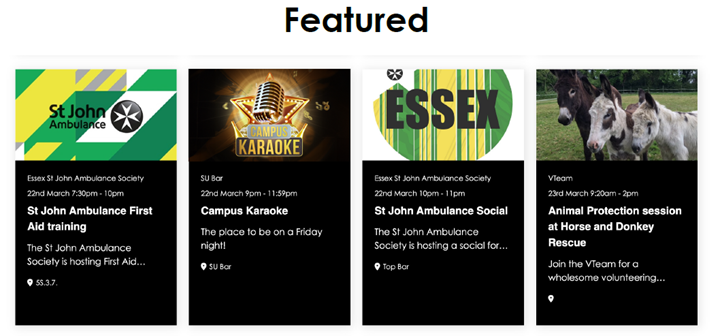 Featured
St John
Ambulance
Essex St John Ambulance Society
22nd March 7:30pm - 10pm
St John Ambulance First
Aid training
The St John Ambulance
Society is hosting First Aid...
5S.3.7.
CAMPUS
KARAOKE
SU Bar
22nd March 9pm - 11:59pm
Campus Karaoke
The place to be on a Friday
night!
SU Bar
ESSEX
Essex St John Ambulance Society
22nd March 10pm - 11pm
St John Ambulance Social
The St John Ambulance
Society is hosting a social for...
Top Bar
VTeam
23rd March 9:20am - 2pm
Animal Protection session
at Horse and Donkey
Rescue
Join the VTeam for a
wholesome volunteering...